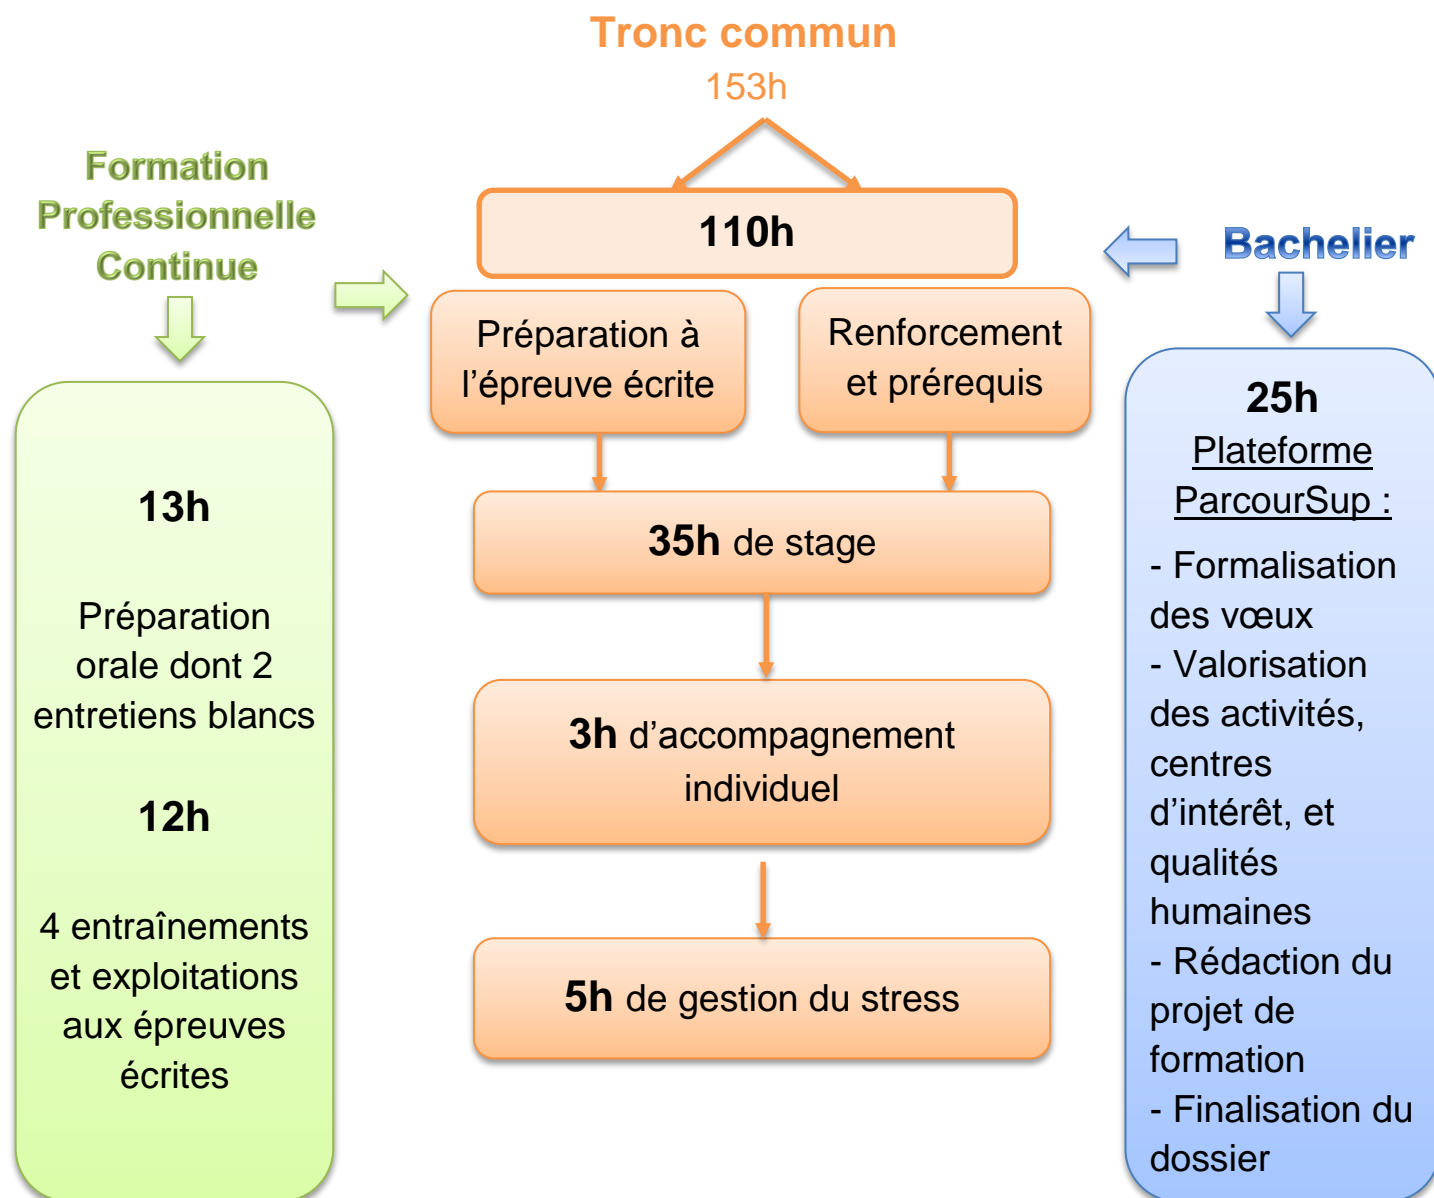 Tronc commun
153h
Formation
Professionnelle
Continue
110h
Bachelier
Préparation à
l’épreuve écrite
Renforcement
et prérequis
35h de stage
3h d’accompagnement
individuel
5h de gestion du stress
13h
Préparation
orale dont 2
entretiens blancs
12h
4 entraînements
et exploitations
aux épreuves
écrites
25h
Plateforme
ParcourSup :
- Formalisation
des vœux
- Valorisation
des activités,
centres
d’intérêt, et
qualités
humaines
- Rédaction du
projet de
formation
- Finalisation du
dossier